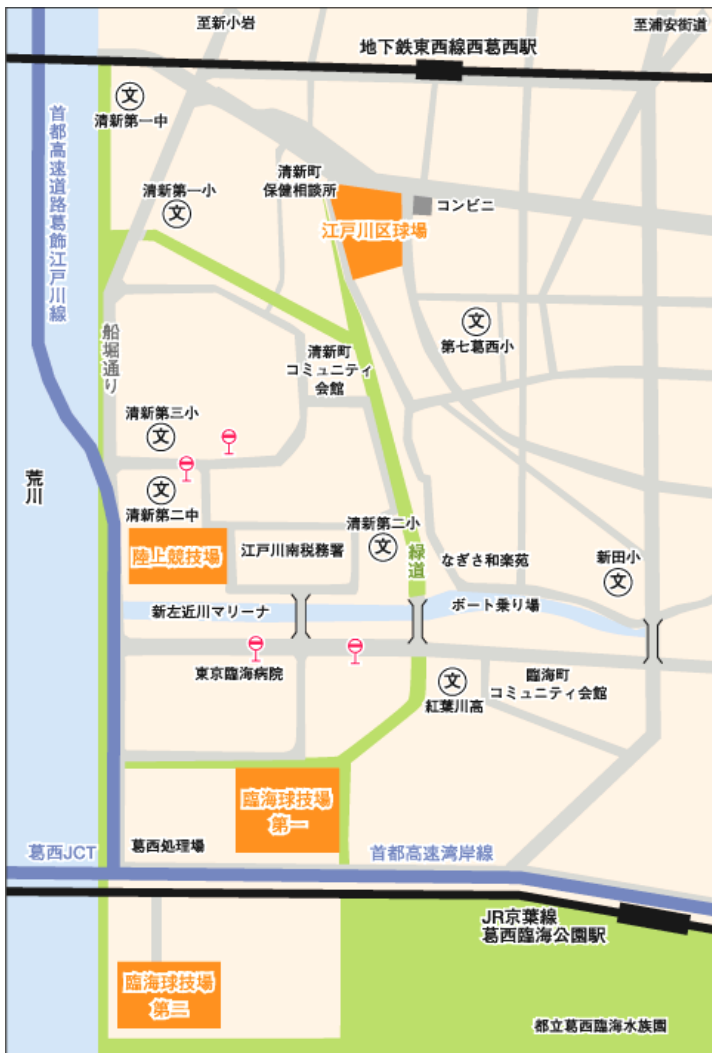 至新小岩
至浦安街道
地下鉄東西線西葛西駅
文
清新第一中
首都高速道路葛飾江戸川線
清新町
保健相談所
清新第一小
文
コンビニ
江戸川区球場
文
第七葛西小
船堀通り
清新町
コミュニティ
会館
清新第三小
文
荒川
文
清新第二中
陸上競技場
江戸川南税務署
清新第二小
文
緑道
なぎさ和楽苑
新田小
文
新左近川マリーナ
ボート乗り場
東京臨海病院
文
紅葉川高
臨海町
コミュニティ会館
臨海球技場
第一
葛西JCT
葛西処理場
首都高速湾岸線
JR京葉線
葛西臨海公園駅
臨海球技場
第二
都立葛西臨海水族園